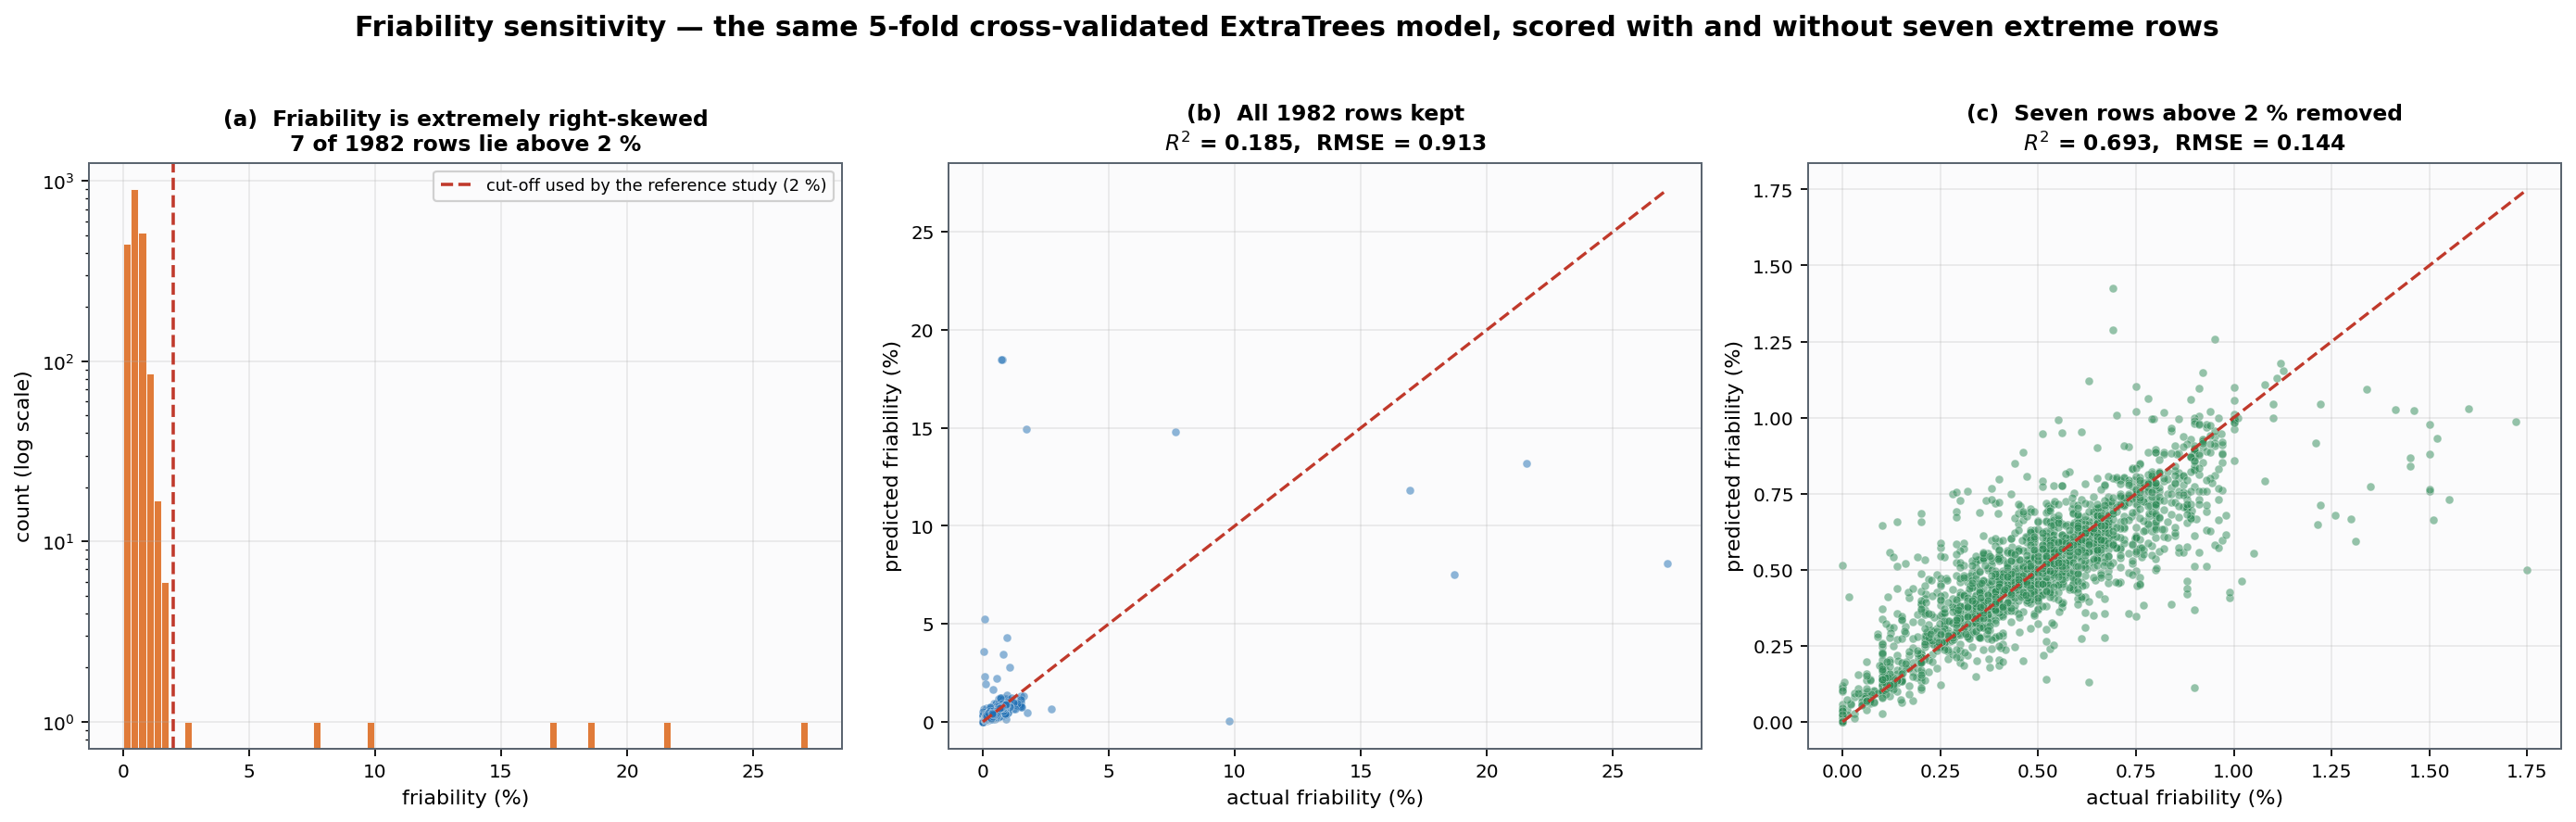 Friability sensitivity — the same 5-fold cross-validated ExtraTrees model, scored with and without seven extreme rows
(a)  Friability is extremely right-skewed
7 of 1982 rows lie above 2 %
cut-off used by the reference study (2 %)
10³
10²
10¹
10⁰
count (log scale)
0 5 10 15 20 25
friability (%)
(b)  All 1982 rows kept
R² = 0.185,  RMSE = 0.913
25
20
15
10
5
0
predicted friability (%)
0 5 10 15 20 25
actual friability (%)
(c)  Seven rows above 2 % removed
R² = 0.693,  RMSE = 0.144
1.75
1.50
1.25
1.00
0.75
0.50
0.25
0.00
predicted friability (%)
0.00 0.25 0.50 0.75 1.00 1.25 1.50 1.75
actual friability (%)